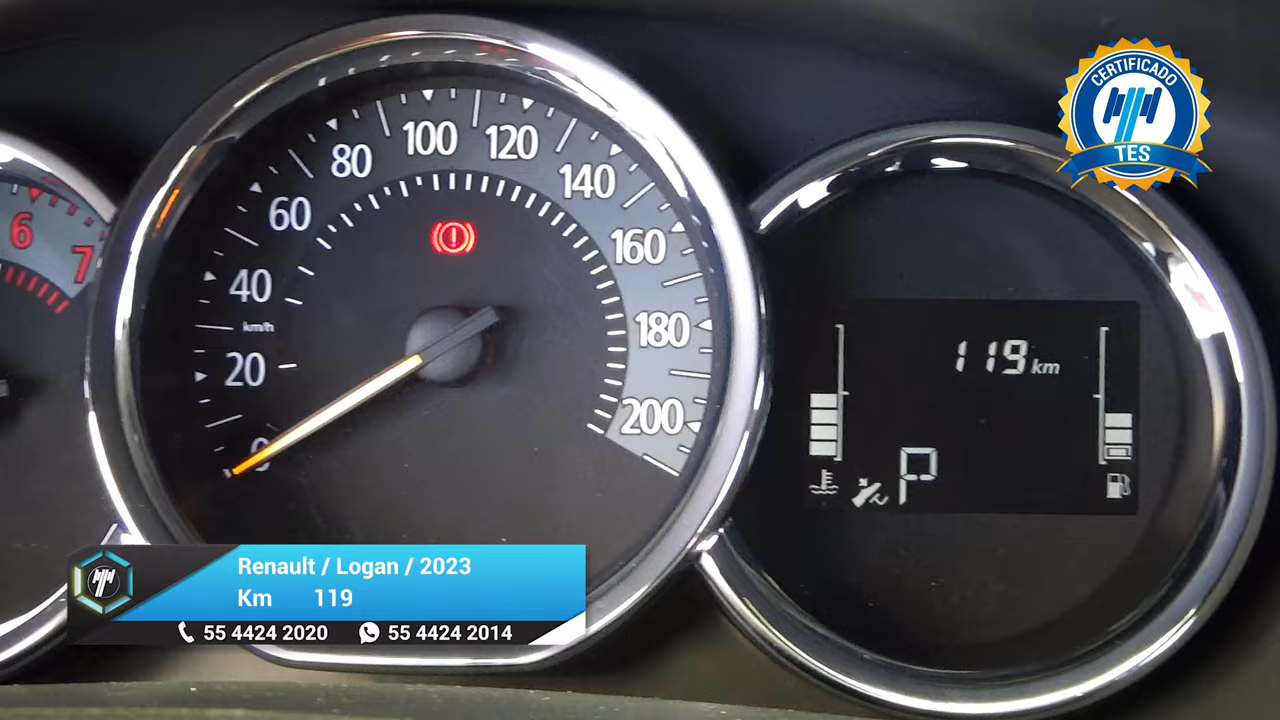 6
7
0
20
km/h
40
60
80
100
120
140
160
180
200
119 km
P
CERTIFICADO
TES
Renault / Logan / 2023
Km 119
55 4424 2020 55 4424 2014